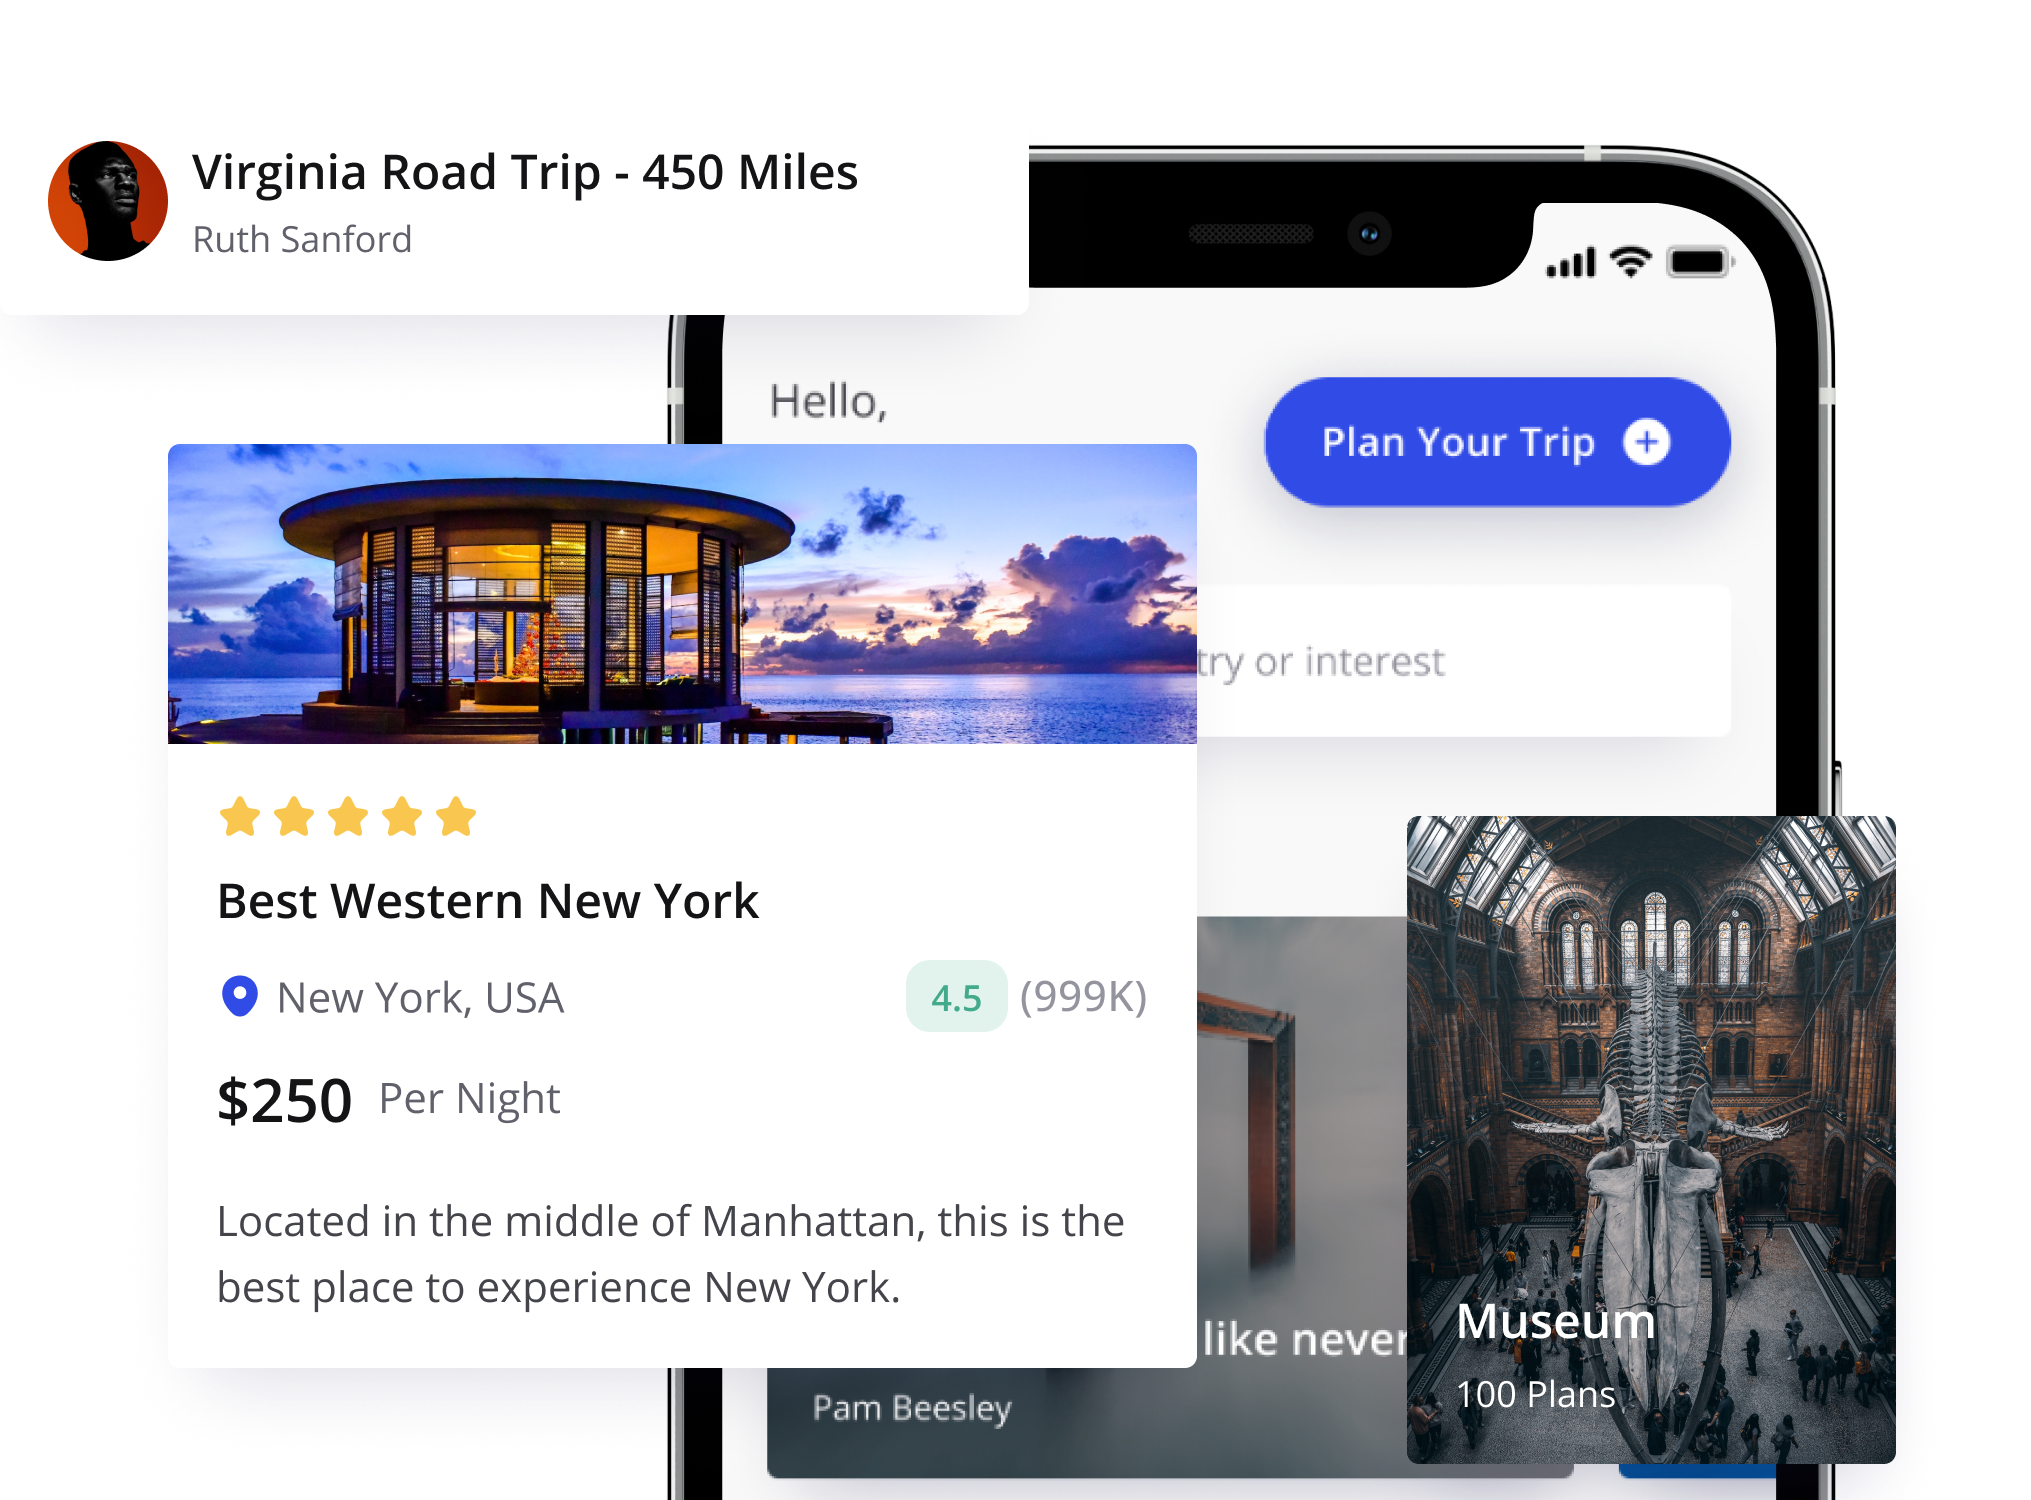 Virginia Road Trip - 450 Miles
Ruth Sanford
Hello,
Plan Your Trip
or interest
Best Western New York
New York, USA
4.5 (999K)
$250 Per Night
Located in the middle of Manhattan, this is the
best place to experience New York.
like never
Pam Beesley
Museum
100 Plans